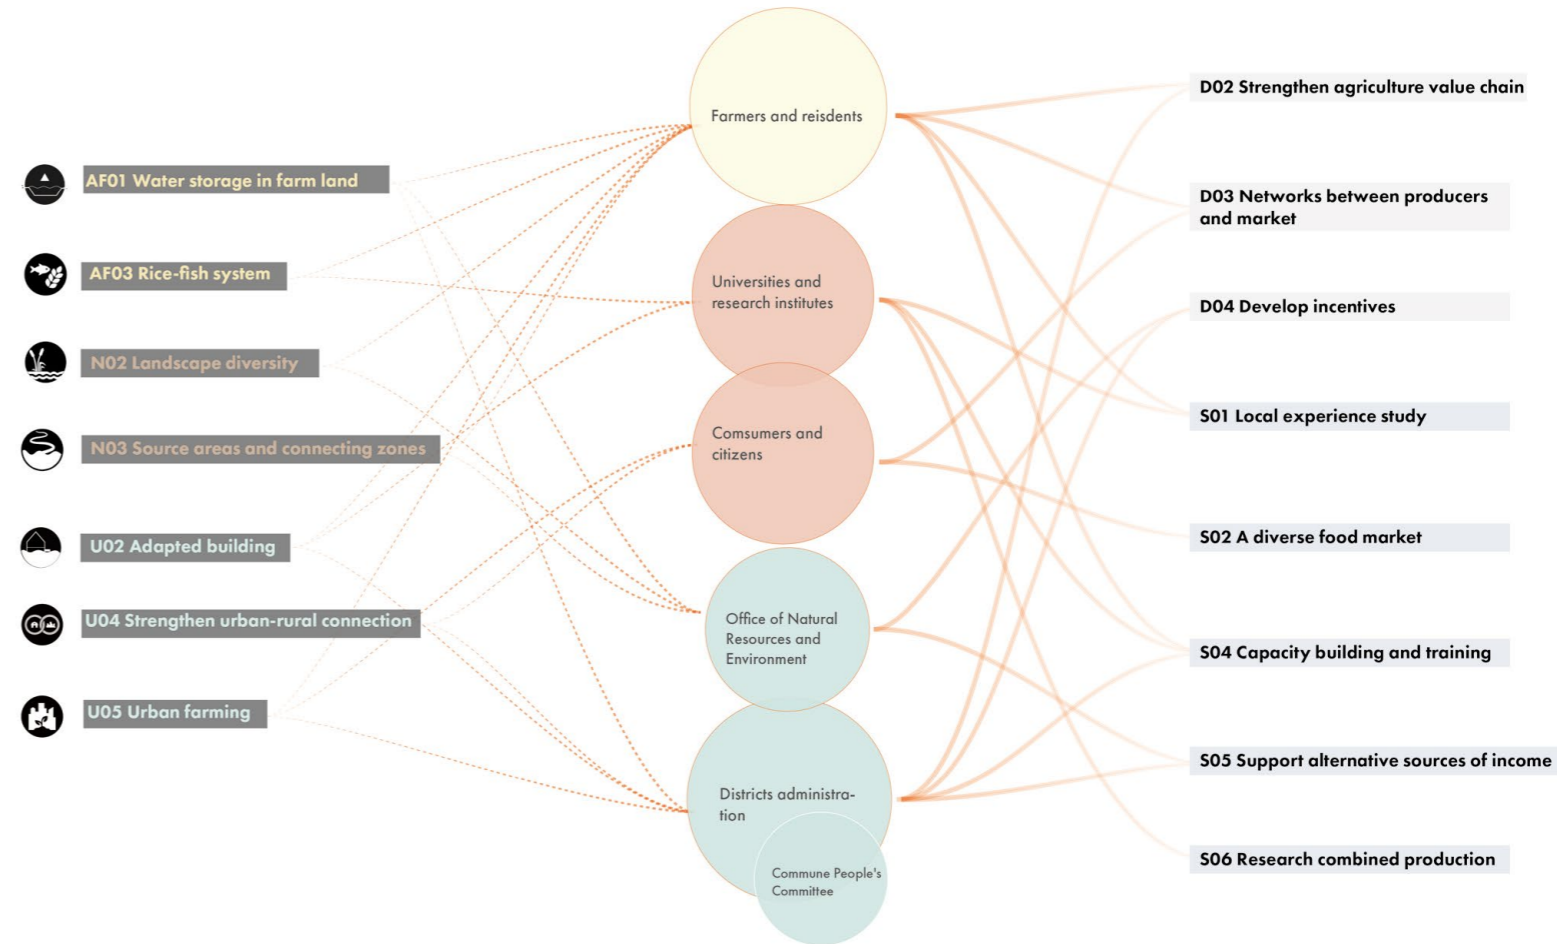 AF01 Water storage in farm land
AF03 Rice-fish system
N02 Landscape diversity
N03 Source areas and connecting zones
U02 Adapted building
U04 Strengthen urban-rural connection
U05 Urban farming
Farmers and reisdents
Universities and
research institutes
Comsumers and
citizens
Office of Natural
Resources and
Environment
Districts administra-
tion
Commune People's
Committee
D02 Strengthen agriculture value chain
D03 Networks between producers
and market
D04 Develop incentives
S01 Local experience study
S02 A diverse food market
S04 Capacity building and training
S05 Support alternative sources of income
S06 Research combined production